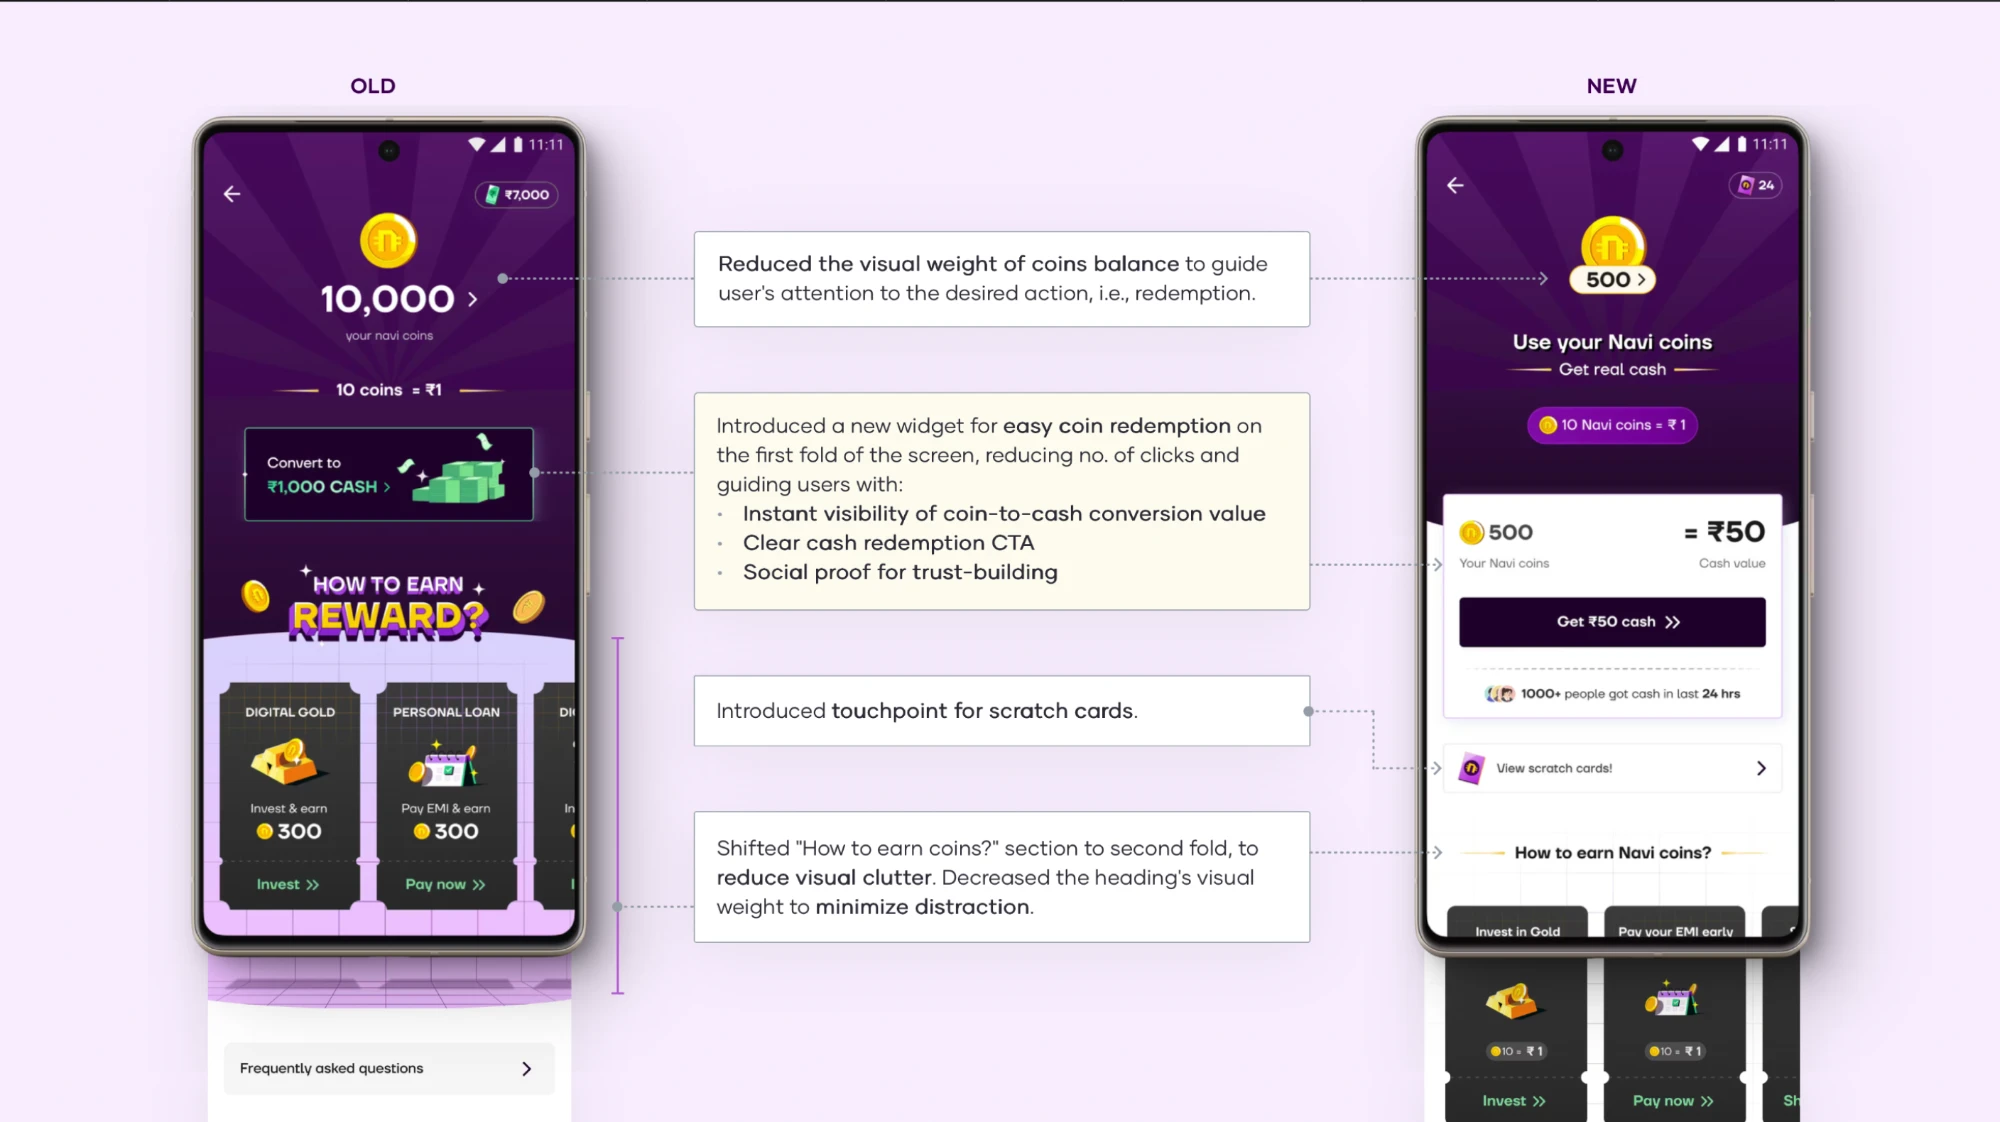 OLD
11:11
₹7,000
10,000
your navi coins
10 coins = ₹1
Convert to
₹1,000 CASH
HOW TO EARN
REWARD?
DIGITAL GOLD
Invest & earn
300
Invest
PERSONAL LOAN
Pay EMI & earn
300
Pay now
DI
In
I
Frequently asked questions
Reduced the visual weight of coins balance to guide
user's attention to the desired action, i.e., redemption.
Introduced a new widget for easy coin redemption on
the first fold of the screen, reducing no. of clicks and
guiding users with:
· Instant visibility of coin-to-cash conversion value
· Clear cash redemption CTA
· Social proof for trust-building
Introduced touchpoint for scratch cards.
Shifted "How to earn coins?" section to second fold, to
reduce visual clutter. Decreased the heading's visual
weight to minimize distraction.
NEW
11:11
24
500
Use your Navi coins
Get real cash
10 Navi coins = ₹ 1
500
= ₹50
Your Navi coins
Cash value
Get ₹50 cash
1000+ people got cash in last 24 hrs
View scratch cards!
How to earn Navi coins?
Invest in Gold
10 = ₹ 1
Invest
Pay your EMI early
10 = ₹ 1
Pay now
Sh